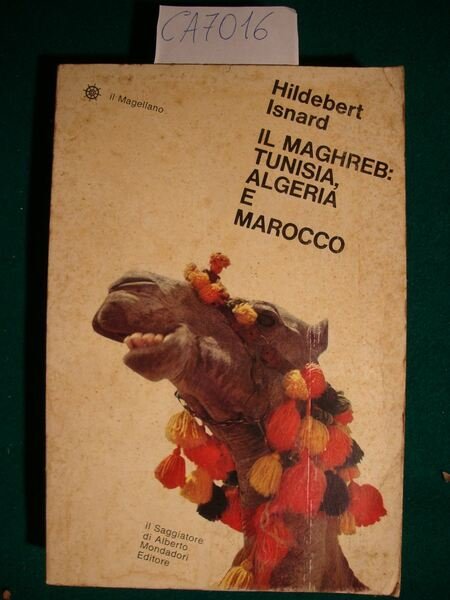 CA7016
il Magellano
Hildebert
Isnard
IL MAGHREB:
TUNISIA,
ALGERIA
E
MAROCCO
il Saggiatore
di Alberto
Mondadori
Editore